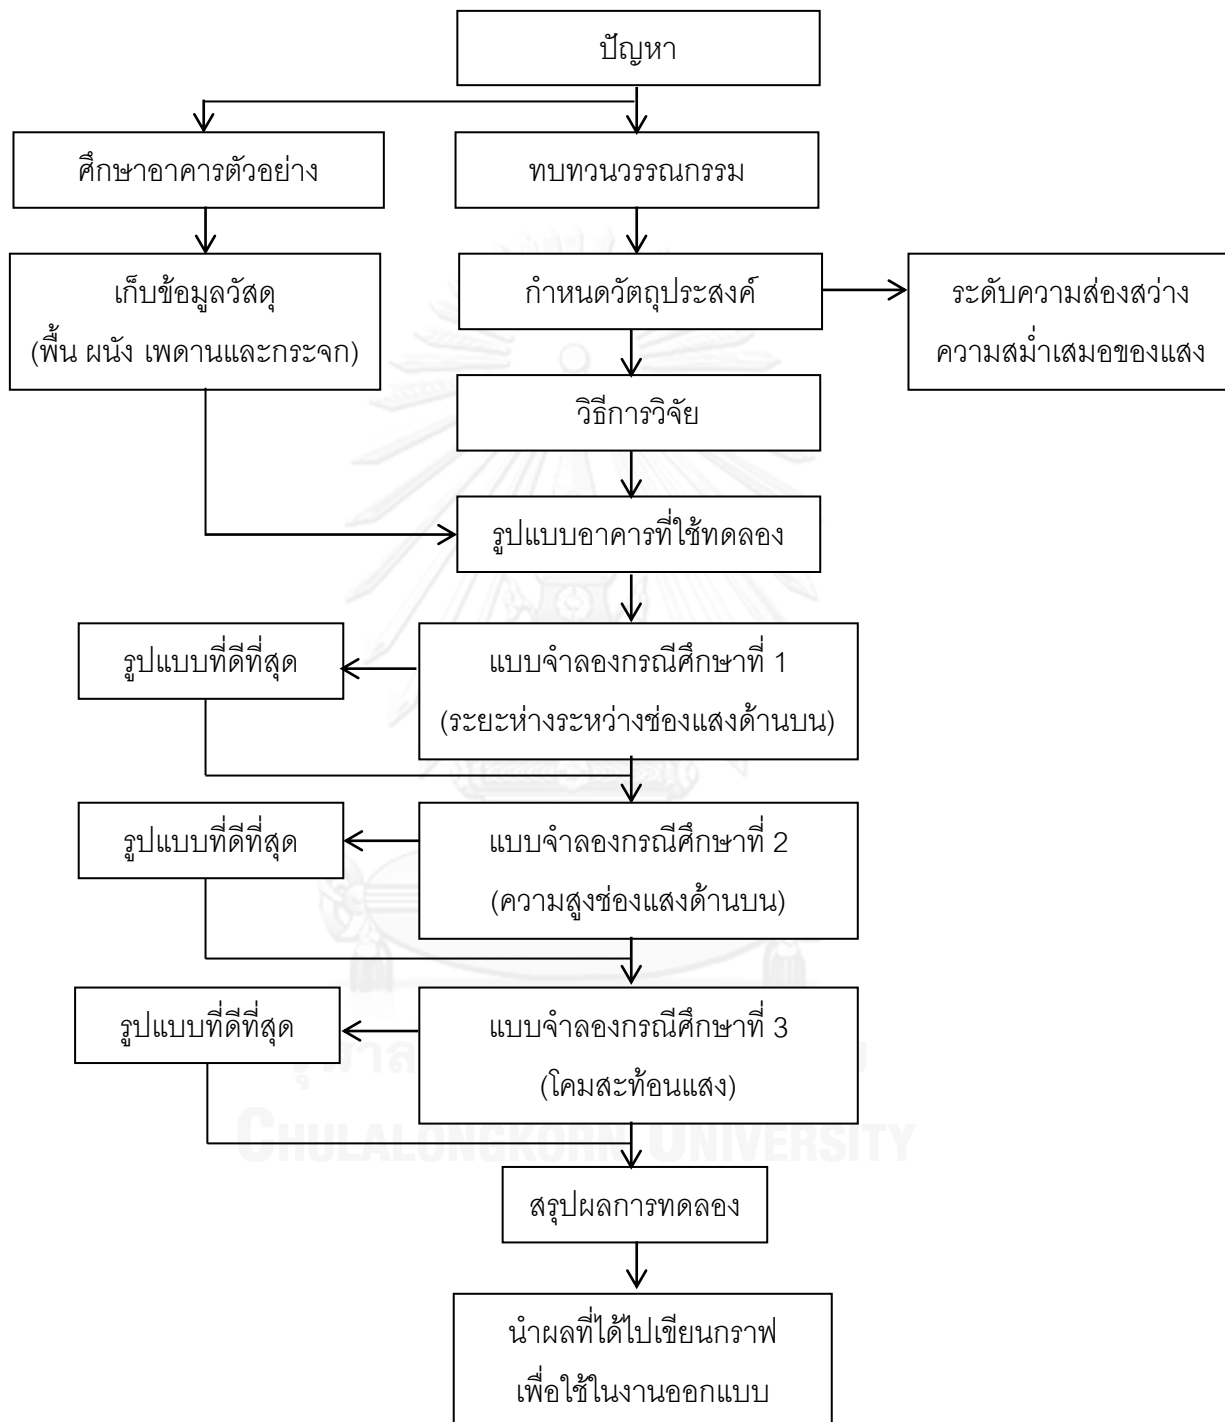 ปัญหา
ศึกษาอาคารตัวอย่าง
ทบทวนวรรณกรรม
เก็บข้อมูลวัสดุ
(พื้น ผนัง เพดานและกระจก)
กำหนดวัตถุประสงค์
ระดับความส่องสว่าง
ความสม่ำเสมอของแสง
วิธีการวิจัย
รูปแบบอาคารที่ใช้ทดลอง
รูปแบบที่ดีที่สุด
แบบจำลองกรณีศึกษาที่ 1
(ระยะห่างระหว่างช่องแสงด้านบน)
รูปแบบที่ดีที่สุด
แบบจำลองกรณีศึกษาที่ 2
(ความสูงช่องแสงด้านบน)
รูปแบบที่ดีที่สุด
แบบจำลองกรณีศึกษาที่ 3
(โคมสะท้อนแสง)
CHULALONGKORN UNIVERSITY
สรุปผลการทดลอง
นำผลที่ได้ไปเขียนกราฟ
เพื่อใช้ในงานออกแบบ